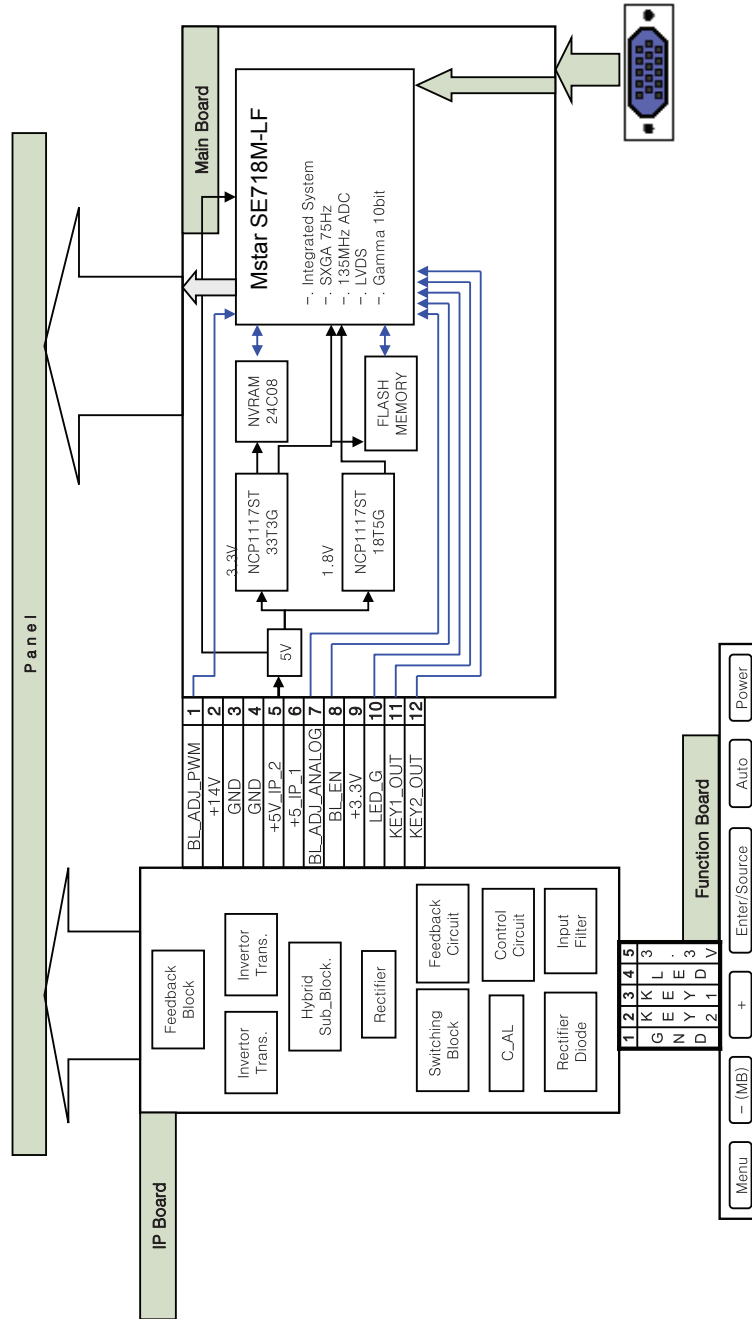 Panel
IP Board
Feedback
Block
Invertor
Trans.
Invertor
Trans.
Hybrid
Sub_Block.
Rectifier
Switching
Block
Feedback
Circuit
C_AL
Control
Circuit
Rectifier
Diode
Input
Filter
BL_ADJ_PWM 1
+14V 2
GND 3
GND 4
+5V_IP_2 5
+5_IP_1 6
BL_ADJ_ANALOG 7
BL_EN 8
+3.3V 9
LED_G 10
KEY1_OUT 11
KEY2_OUT 12
Main Board
5V
3.3V
NCP1117ST
33T3G
1.8V
NCP1117ST
18T5G
NVRAM
24C08
FLASH
MEMORY
Mstar SE718M-LF
-. Integrated System
-. SXGA 75Hz
-. 135MHz ADC
-. LVDS
-. Gamma 10bit
1 2 3 4 5
G K K L 3
N E E E .
D Y Y D 3
2 1 V
Function Board
Menu
- (MB)
+
Enter/Source
Auto
Power